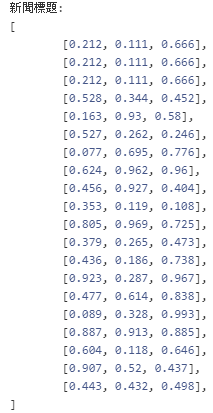 新聞標題:
[
[0.212, 0.111, 0.666],
[0.212, 0.111, 0.666],
[0.212, 0.111, 0.666],
[0.528, 0.344, 0.452],
[0.163, 0.93, 0.58],
[0.527, 0.262, 0.246],
[0.077, 0.695, 0.776],
[0.624, 0.962, 0.96],
[0.456, 0.927, 0.404],
[0.353, 0.119, 0.108],
[0.805, 0.969, 0.725],
[0.379, 0.265, 0.473],
[0.436, 0.186, 0.738],
[0.923, 0.287, 0.967],
[0.477, 0.614, 0.838],
[0.089, 0.328, 0.993],
[0.887, 0.913, 0.885],
[0.604, 0.118, 0.646],
[0.907, 0.52, 0.437],
[0.443, 0.432, 0.498],
]